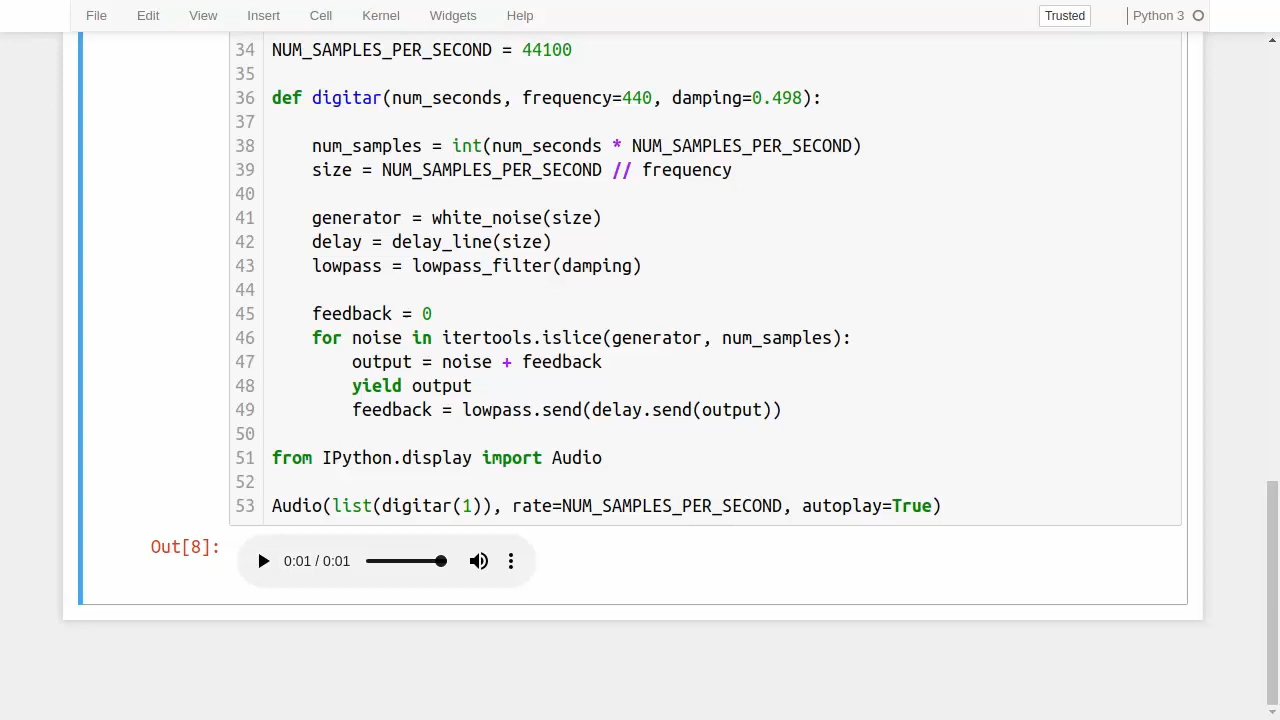 File Edit View Insert Cell Kernel Widgets Help Trusted Python 3
34 NUM_SAMPLES_PER_SECOND = 44100
35
36 def digitar(num_seconds, frequency=440, damping=0.498):
37
38     num_samples = int(num_seconds * NUM_SAMPLES_PER_SECOND)
39     size = NUM_SAMPLES_PER_SECOND // frequency
40
41     generator = white_noise(size)
42     delay = delay_line(size)
43     lowpass = lowpass_filter(damping)
44
45     feedback = 0
46     for noise in itertools.islice(generator, num_samples):
47         output = noise + feedback
48         yield output
49         feedback = lowpass.send(delay.send(output))
50
51 from IPython.display import Audio
52
53 Audio(list(digitar(1)), rate=NUM_SAMPLES_PER_SECOND, autoplay=True)
Out[8]: 0:01 / 0:01